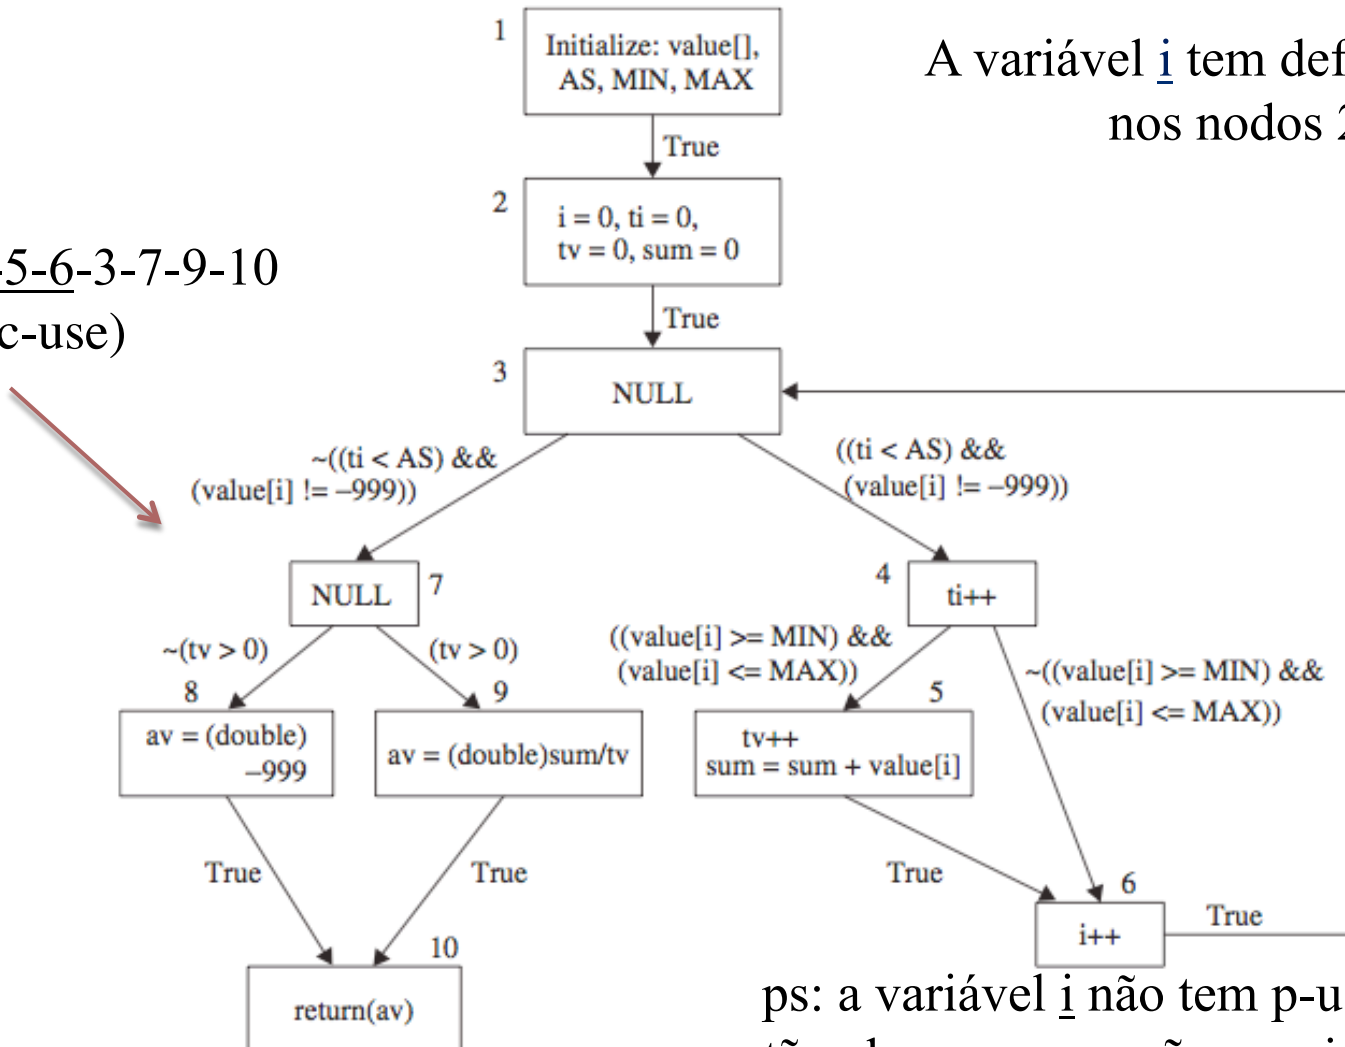 1
Initialize: value[],
AS, MIN, MAX
A variável i tem def
nos nodos 2
True
2
i = 0, ti = 0,
tv = 0, sum = 0
-5-6-3-7-9-10
c-use)
True
3
NULL
~((ti < AS) &&
(value[i] != –999))
((ti < AS) &&
(value[i] != –999))
NULL
7
4
ti++
~(tv > 0)
(tv > 0)
((value[i] >= MIN) &&
(value[i] <= MAX))
~((value[i] >= MIN) &&
(value[i] <= MAX))
8
av = (double)
–999
9
av = (double)sum/tv
5
tv++
sum = sum + value[i]
True
True
True
6
i++
True
10
return(av)
ps: a variável i não tem p-u